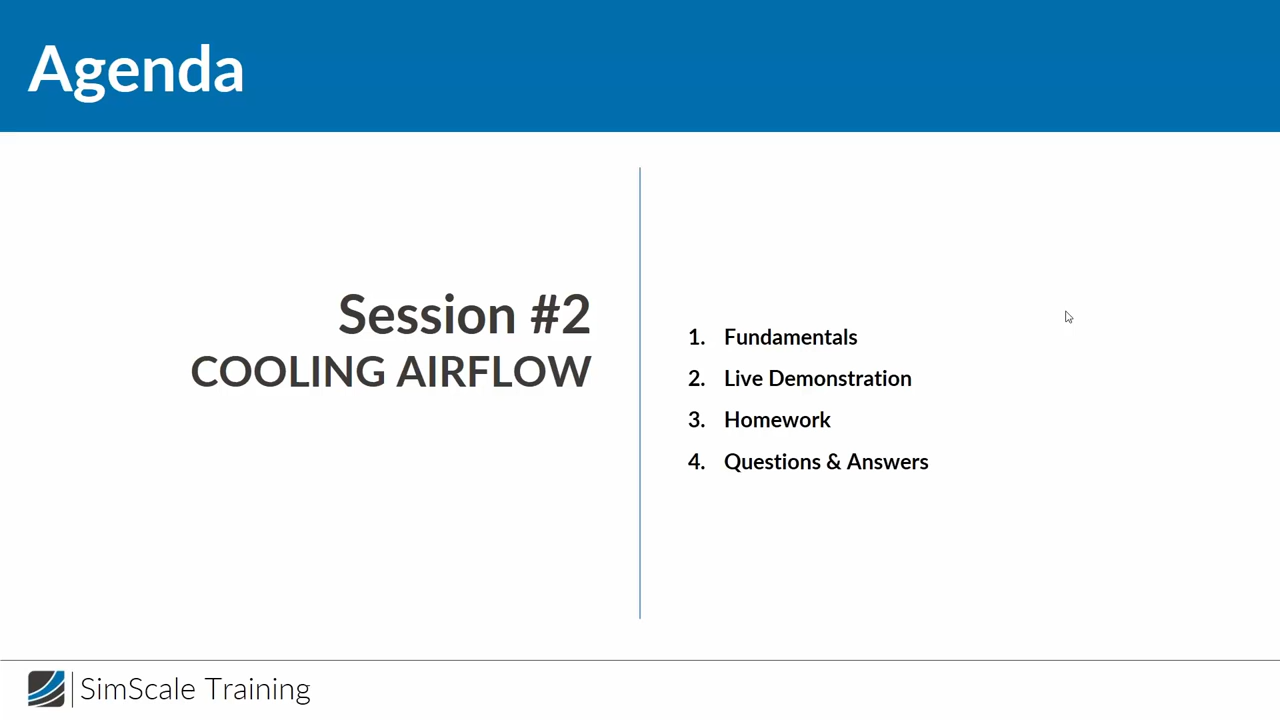 Agenda
Session #2
COOLING AIRFLOW
1. Fundamentals
2. Live Demonstration
3. Homework
4. Questions & Answers
SimScale Training